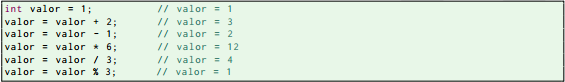 int valor = 1;          // valor = 1
valor = valor + 2;      // valor = 3
valor = valor - 1;      // valor = 2
valor = valor * 6;      // valor = 12
valor = valor / 3;      // valor = 4
valor = valor % 3;      // valor = 1